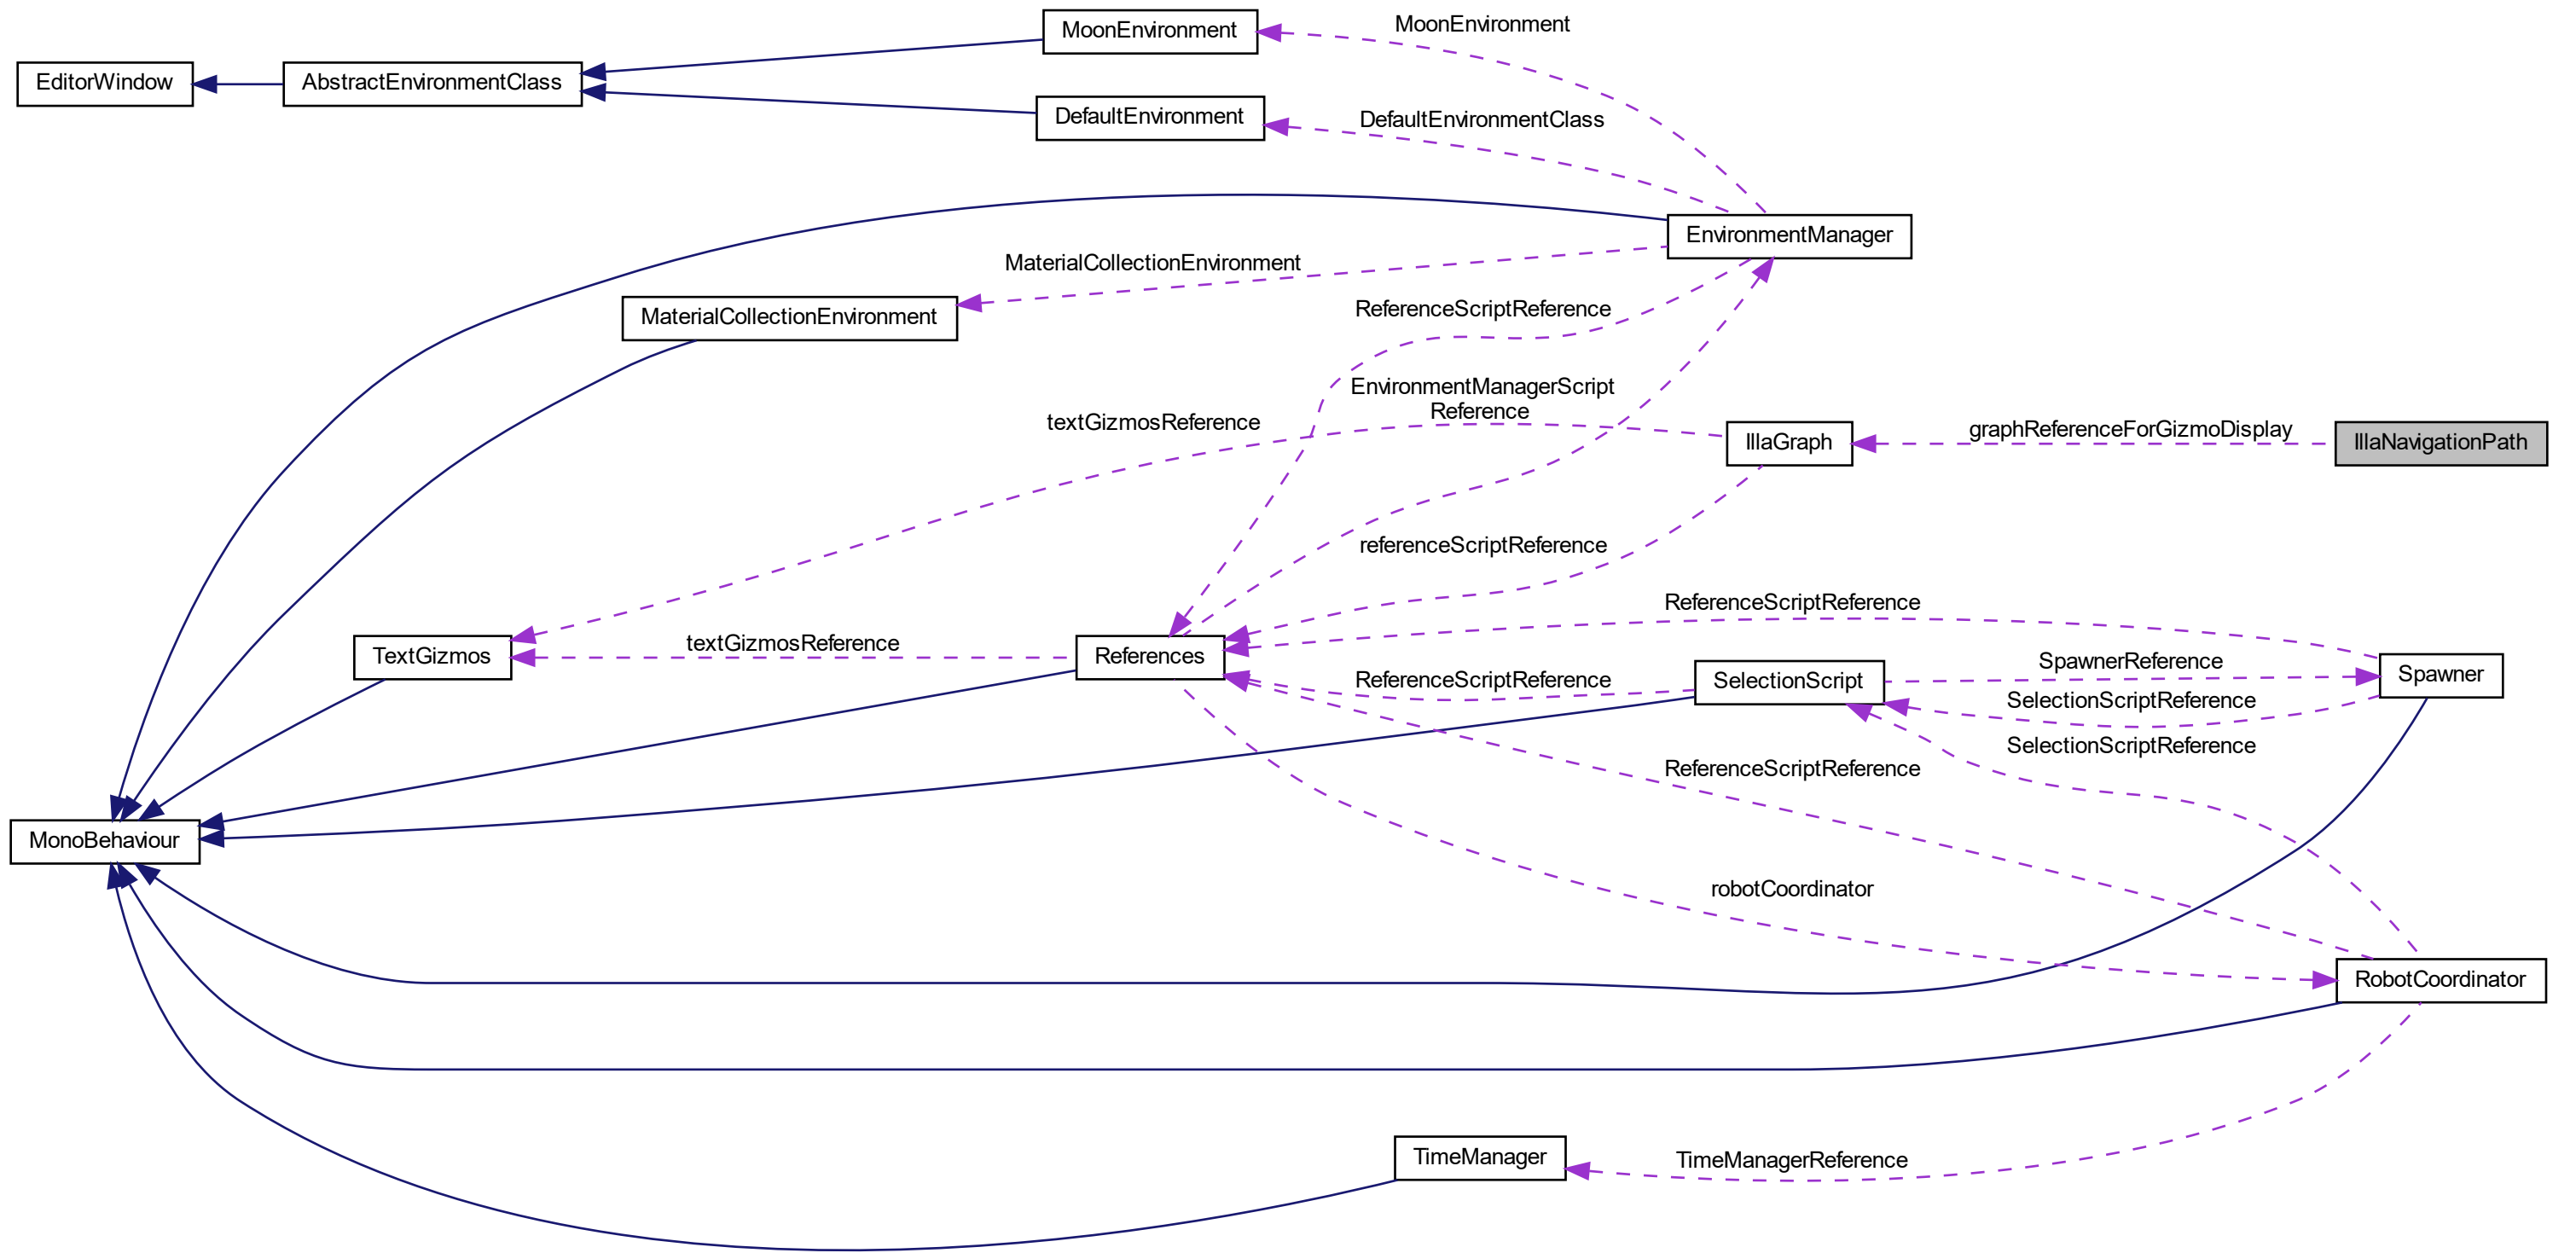 MoonEnvironment
MoonEnvironment
EditorWindow
AbstractEnvironmentClass
DefaultEnvironment
DefaultEnvironmentClass
EnvironmentManager
MaterialCollectionEnvironment
MaterialCollectionEnvironment
ReferenceScriptReference
EnvironmentManagerScript
Reference
textGizmosReference
IllaGraph
graphReferenceForGizmoDisplay
IllaNavigationPath
referenceScriptReference
ReferenceScriptReference
TextGizmos
textGizmosReference
References
ReferenceScriptReference
SelectionScript
SpawnerReference
Spawner
SelectionScriptReference
SelectionScriptReference
ReferenceScriptReference
MonoBehaviour
robotCoordinator
RobotCoordinator
TimeManager
TimeManagerReference